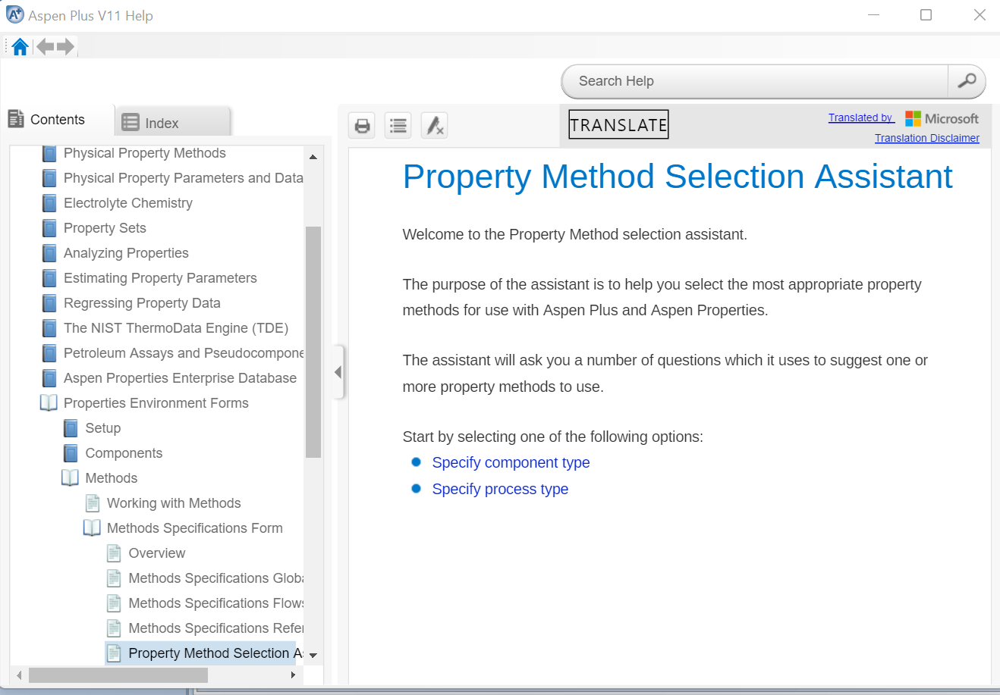 Aspen Plus V11 Help
Search Help
Contents
Index
TRANSLATE
Translated by
Microsoft
Translation Disclaimer
Physical Property Methods
Physical Property Parameters and Data
Electrolyte Chemistry
Property Sets
Analyzing Properties
Estimating Property Parameters
Regressing Property Data
The NIST ThermoData Engine (TDE)
Petroleum Assays and Pseudocompone
Aspen Properties Enterprise Database
Properties Environment Forms
Setup
Components
Methods
Working with Methods
Methods Specifications Form
Overview
Methods Specifications Globa
Methods Specifications Flows
Methods Specifications Refer
Property Method Selection As
Property Method Selection Assistant
Welcome to the Property Method selection assistant.
The purpose of the assistant is to help you select the most appropriate property
methods for use with Aspen Plus and Aspen Properties.
The assistant will ask you a number of questions which it uses to suggest one or
more property methods to use.
Start by selecting one of the following options:
Specify component type
Specify process type